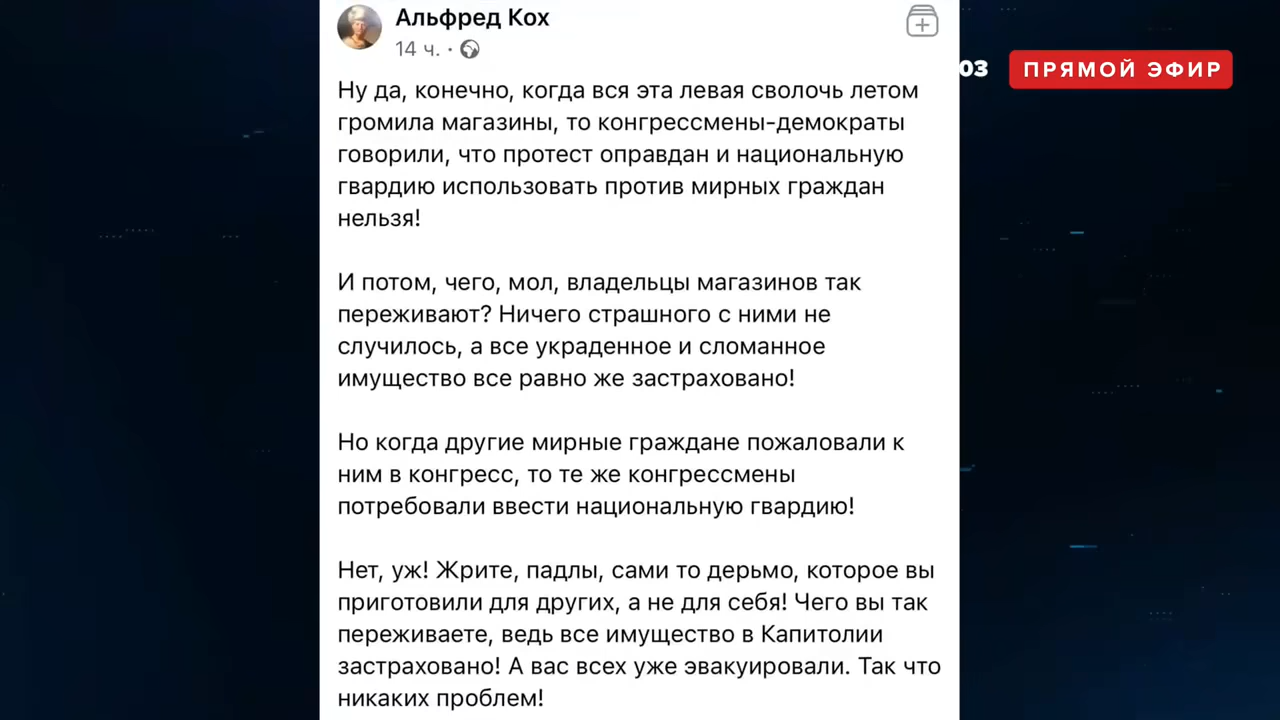 Альфред Кох
14 ч. ·
03
ПРЯМОЙ ЭФИР
Ну да, конечно, когда вся эта левая сволочь летом
громила магазины, то конгрессмены-демократы
говорили, что протест оправдан и национальную
гвардию использовать против мирных граждан
нельзя!
И потом, чего, мол, владельцы магазинов так
переживают? Ничего страшного с ними не
случилось, а все украденное и сломанное
имущество все равно же застраховано!
Но когда другие мирные граждане пожаловали к
ним в конгресс, то те же конгрессмены
потребовали ввести национальную гвардию!
Нет, уж! Жрите, падлы, сами то дерьмо, которое вы
приготовили для других, а не для себя! Чего вы так
переживаете, ведь все имущество в Капитолии
застраховано! А вас всех уже эвакуировали. Так что
никаких проблем!